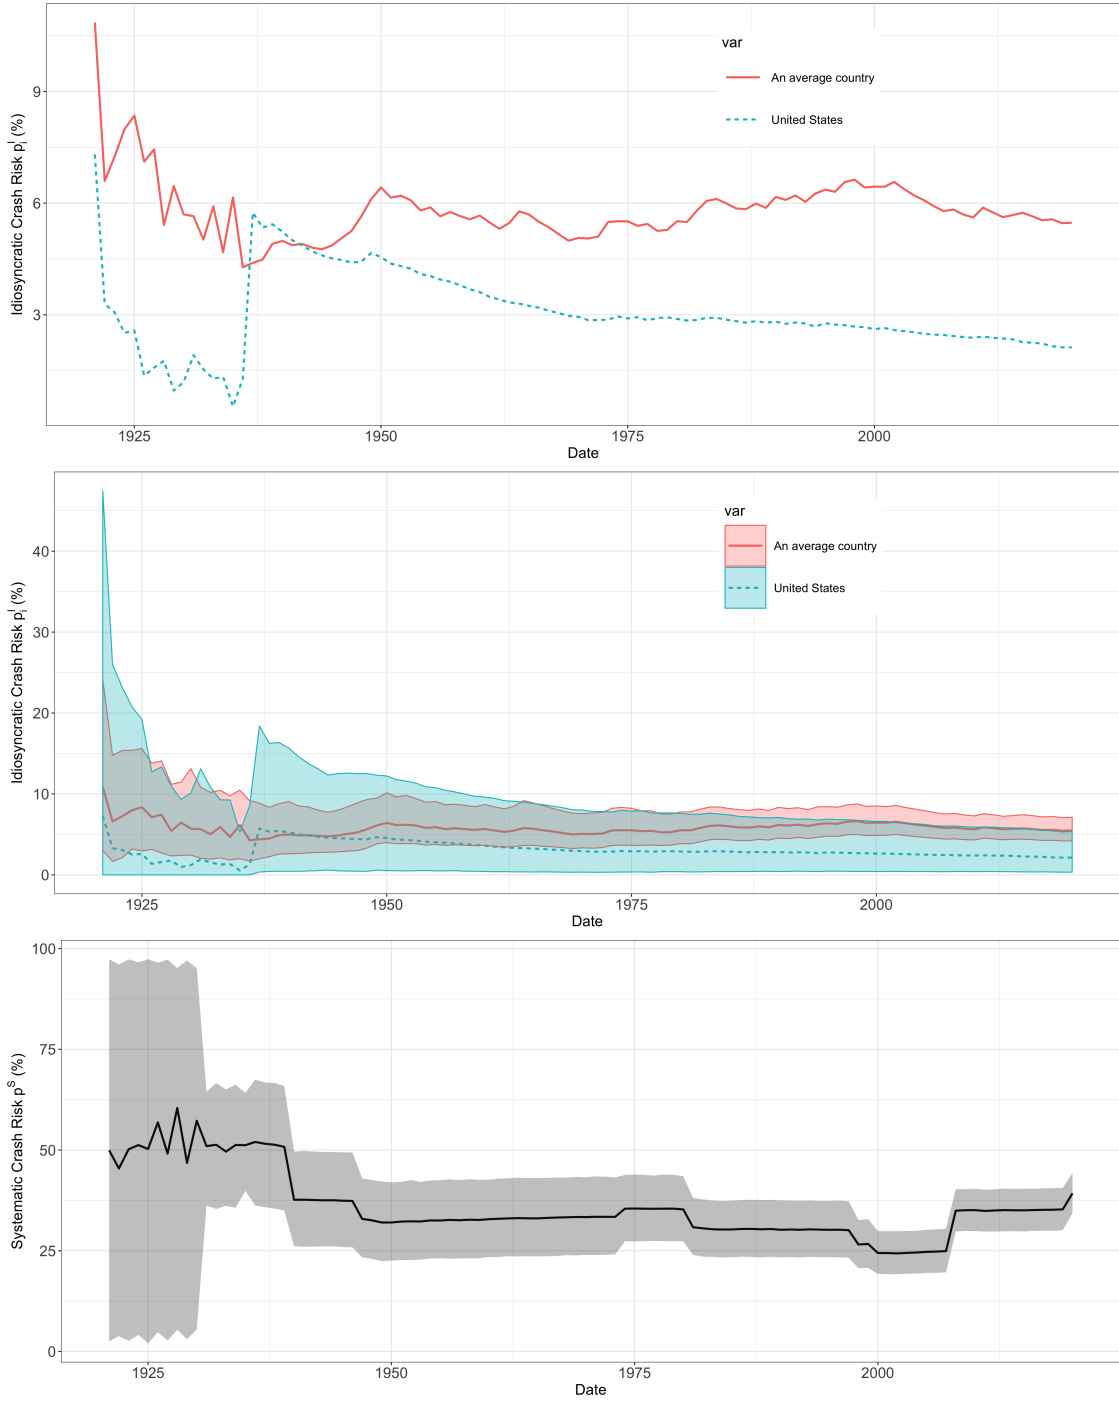 var
An average country
United States
9
6
3
Idiosyncratic Crash Risk p_i^I (%)
1925 1950 1975 2000
Date
var
An average country
United States
40
30
20
10
0
Idiosyncratic Crash Risk p_i^I (%)
1925 1950 1975 2000
Date
100
75
50
25
0
Systematic Crash Risk p^S (%)
1925 1950 1975 2000
Date